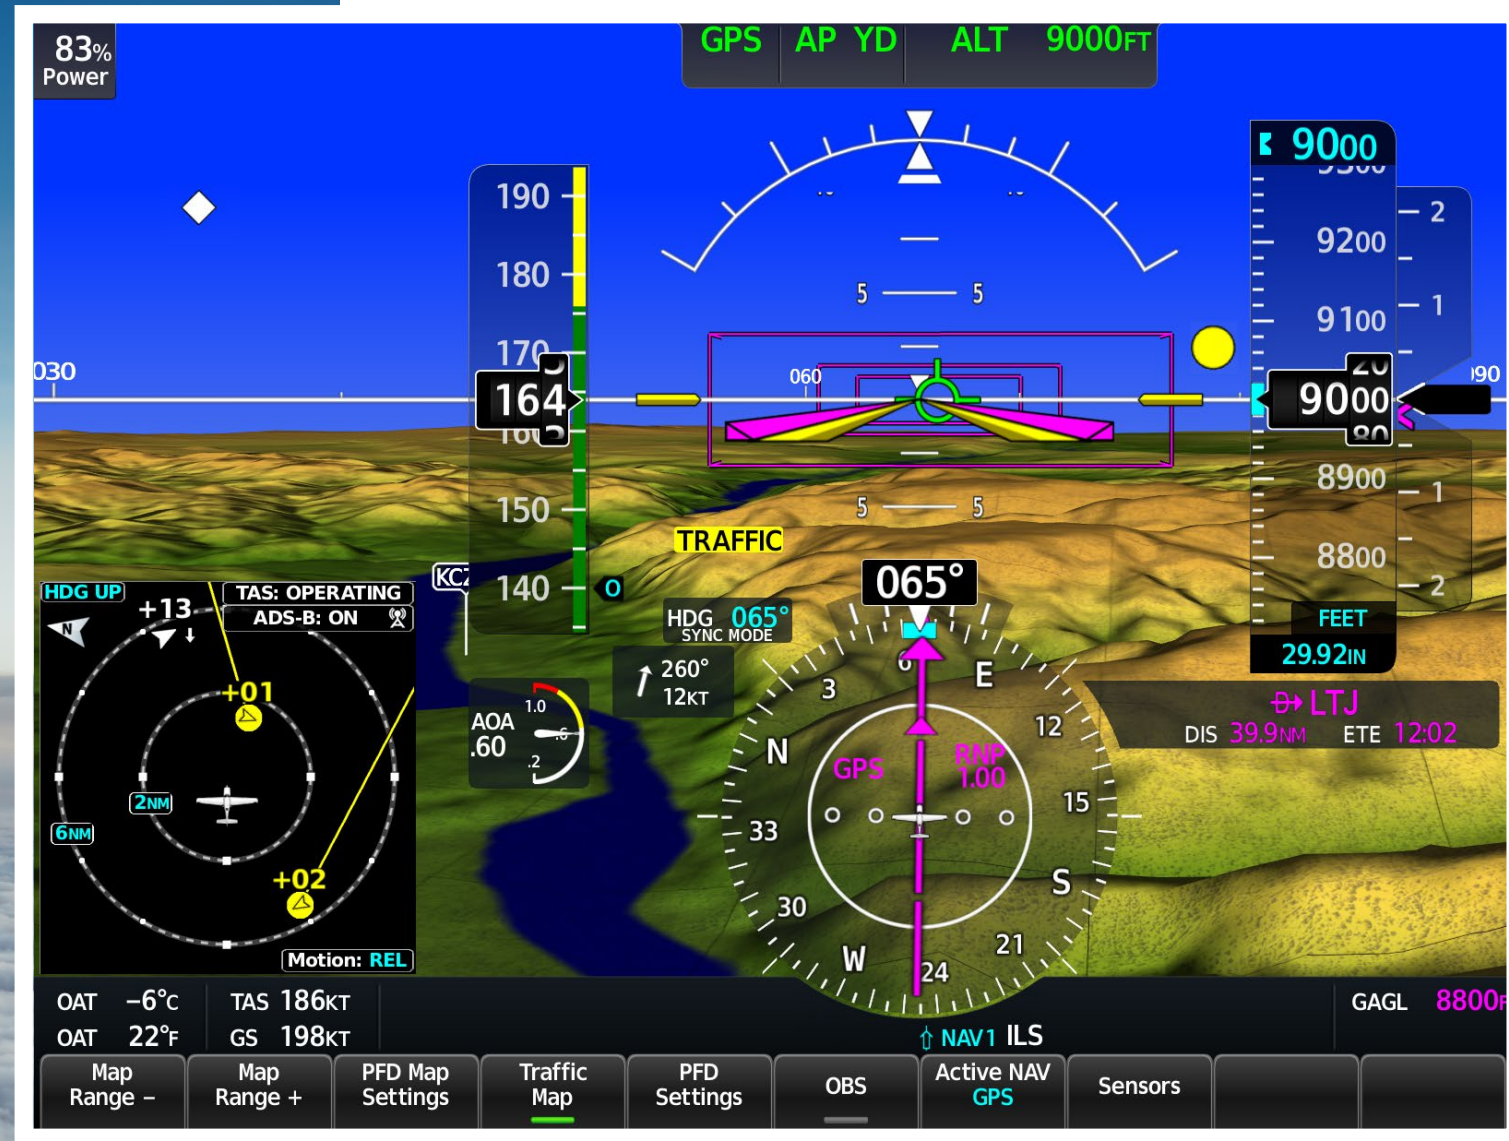 83%
Power
GPS AP YD ALT 9000FT
9000
190
180
170
164
150
140
9200
9100
9000
8900
8800
2
1
1
2
5 5
5 5
030
060
TRAFFIC
065°
HDG 065°
SYNC MODE
260°
12KT
FEET
29.92IN
LTJ
DIS 39.9NM ETE 12:02
HDG UP
TAS: OPERATING
ADS-B: ON
N
+13
+01
+02
2NM
6NM
Motion: REL
AOA
.60
1.0
.6
.2
GPS
RNP
1.00
N 3 6 E 12 15 S 21 24 W 30 33
OAT −6°C TAS 186KT
OAT 22°F GS 198KT
NAV1 ILS
GAGL 8800
Map
Range −
Map
Range +
PFD Map
Settings
Traffic
Map
PFD
Settings
OBS
Active NAV
GPS
Sensors